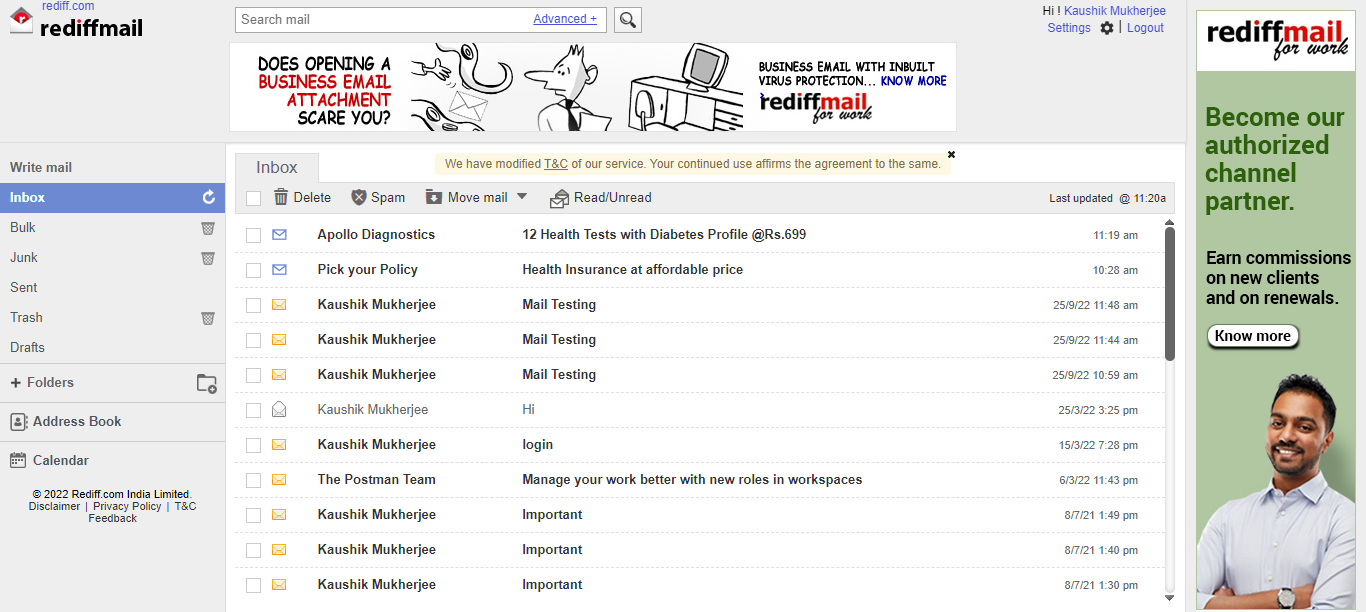 rediff.com
rediffmail
Search mail Advanced +
Hi ! Kaushik Mukherjee
Settings | Logout
DOES OPENING A
BUSINESS EMAIL
ATTACHMENT
SCARE YOU?
BUSINESS EMAIL WITH INBUILT
VIRUS PROTECTION... KNOW MORE
rediffmail
for work
Write mail
Inbox
Bulk
Junk
Sent
Trash
Drafts
+ Folders
Address Book
Calendar
© 2022 Rediff.com India Limited.
Disclaimer | Privacy Policy | T&C
Feedback
Inbox
We have modified T&C of our service. Your continued use affirms the agreement to the same.
Delete Spam Move mail Read/Unread Last updated @ 11:20a
Apollo Diagnostics 12 Health Tests with Diabetes Profile @Rs.699 11:19 am
Pick your Policy Health Insurance at affordable price 10:28 am
Kaushik Mukherjee Mail Testing 25/9/22 11:48 am
Kaushik Mukherjee Mail Testing 25/9/22 11:44 am
Kaushik Mukherjee Mail Testing 25/9/22 10:59 am
Kaushik Mukherjee Hi 25/3/22 3:25 pm
Kaushik Mukherjee login 15/3/22 7:28 pm
The Postman Team Manage your work better with new roles in workspaces 6/3/22 11:43 pm
Kaushik Mukherjee Important 8/7/21 1:49 pm
Kaushik Mukherjee Important 8/7/21 1:40 pm
Kaushik Mukherjee Important 8/7/21 1:30 pm
rediffmail
for work
Become our
authorized
channel
partner.
Earn commissions
on new clients
and on renewals.
Know more